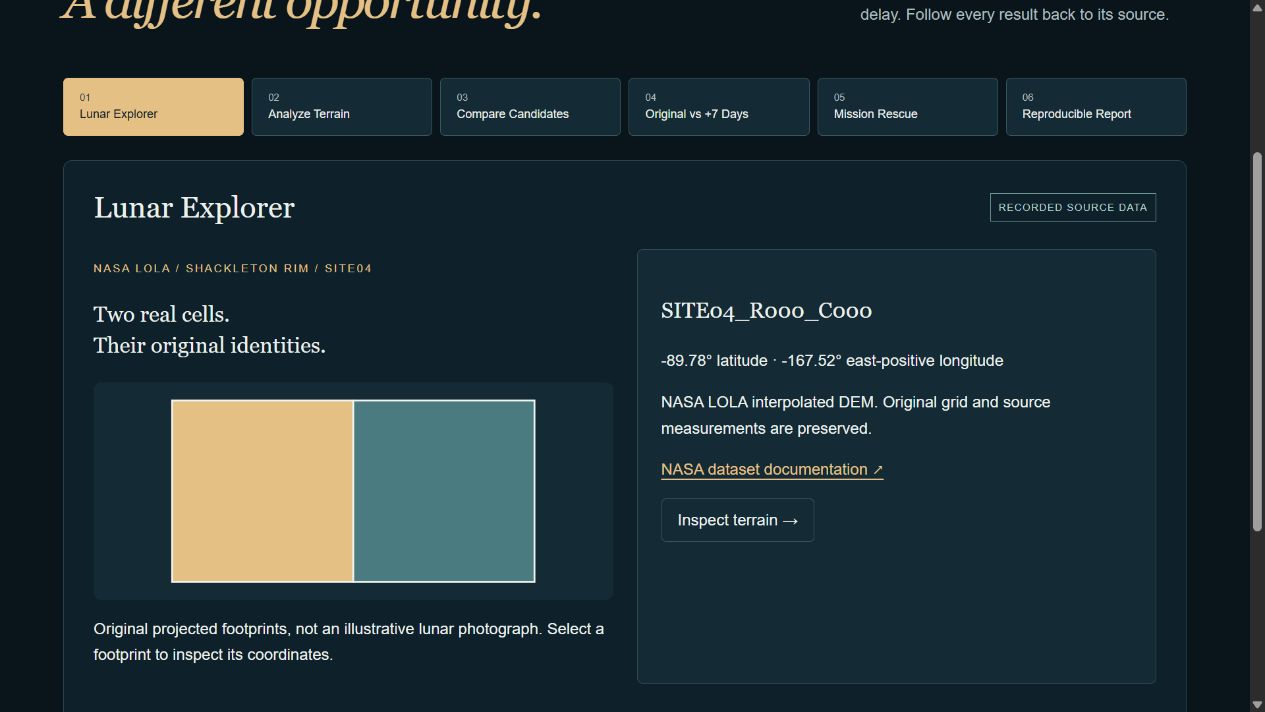 A different opportunity.
delay. Follow every result back to its source.
01
Lunar Explorer
02
Analyze Terrain
03
Compare Candidates
04
Original vs +7 Days
05
Mission Rescue
06
Reproducible Report
Lunar Explorer
RECORDED SOURCE DATA
NASA LOLA / SHACKLETON RIM / SITE04
Two real cells.
Their original identities.
Original projected footprints, not an illustrative lunar photograph. Select a
footprint to inspect its coordinates.
SITE04_R000_C000
-89.78° latitude · -167.52° east-positive longitude
NASA LOLA interpolated DEM. Original grid and source
measurements are preserved.
NASA dataset documentation ↗
Inspect terrain →